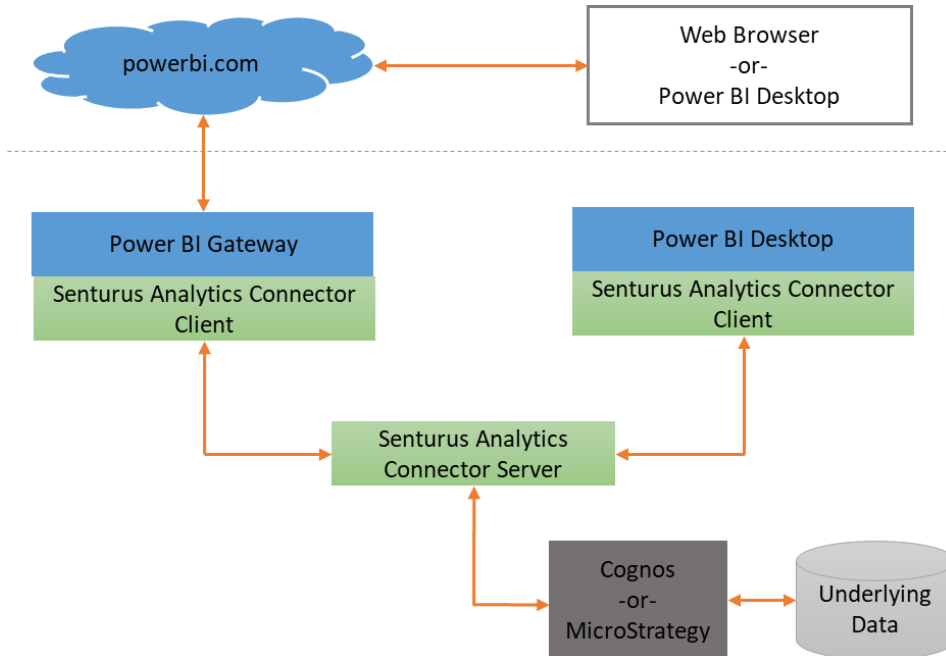 powerbi.com
Web Browser
-or-
Power BI Desktop
Power BI Gateway
Senturus Analytics Connector
Client
Power BI Desktop
Senturus Analytics Connector
Client
Senturus Analytics
Connector Server
Cognos
-or-
MicroStrategy
Underlying
Data